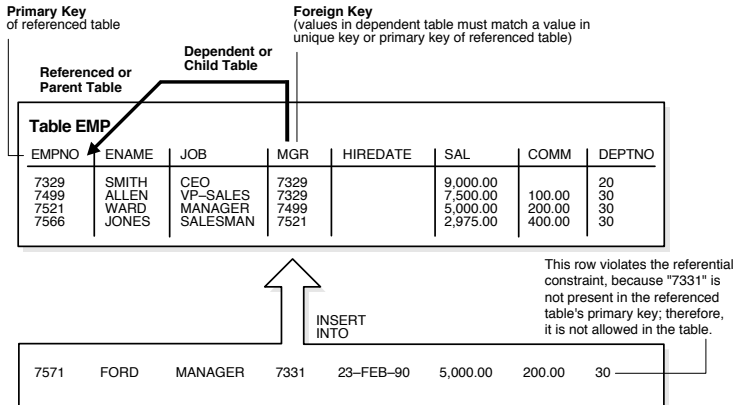 Primary Key
of referenced table
Foreign Key
(values in dependent table must match a value in
unique key or primary key of referenced table)
Dependent or
Child Table
Referenced or
Parent Table
Table EMP
EMPNO ENAME JOB MGR HIREDATE SAL COMM DEPTNO
7329 SMITH CEO 7329 9,000.00 20
7499 ALLEN VP–SALES 7329 7,500.00 100.00 30
7521 WARD MANAGER 7499 5,000.00 200.00 30
7566 JONES SALESMAN 7521 2,975.00 400.00 30
This row violates the referential
constraint, because "7331" is
not present in the referenced
table's primary key; therefore,
it is not allowed in the table.
INSERT
INTO
7571 FORD MANAGER 7331 23–FEB–90 5,000.00 200.00 30